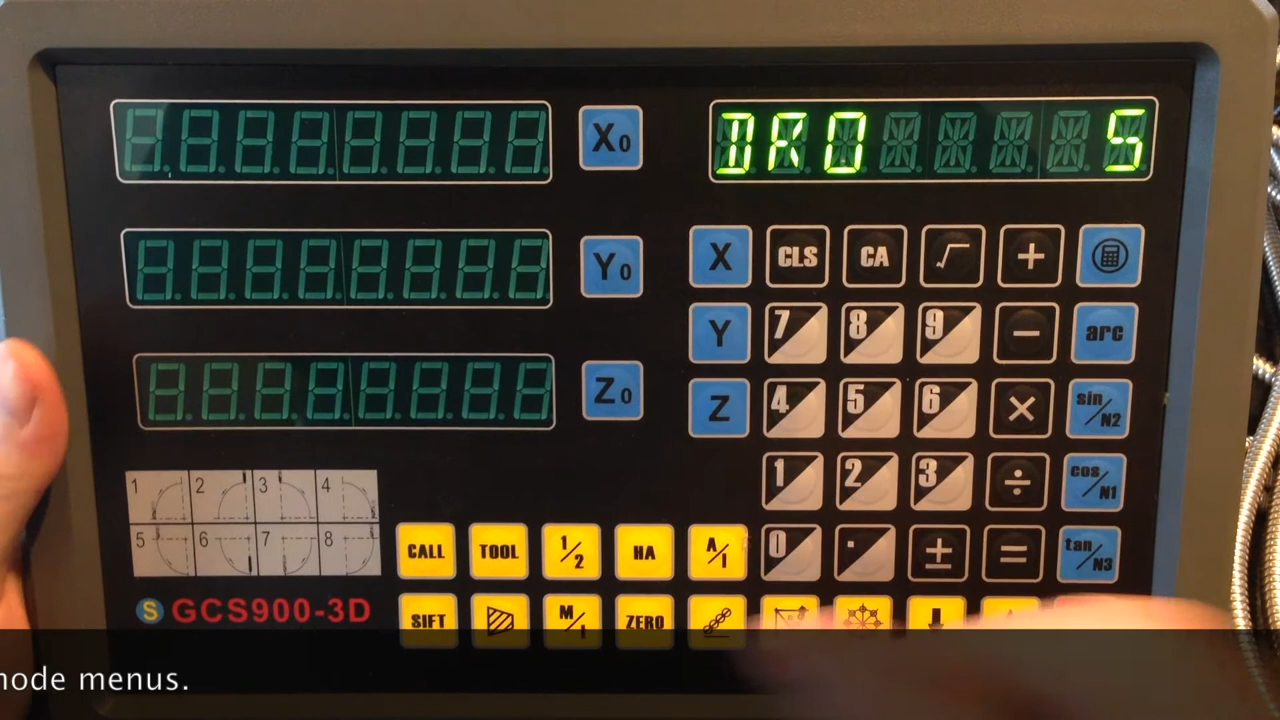 X0
DRO 5
Y0
X CLS CA √ +
Y 7 8 9 − arc
Z0
Z 4 5 6 × sin/N2
1 2 3 ÷ cos/N1
1 2 3 4
5 6 7 8
CALL TOOL 1/2 HA A/I 0 . ± = tan/N3
S GCS900-3D
SIFT M/I ZERO
mode menus.